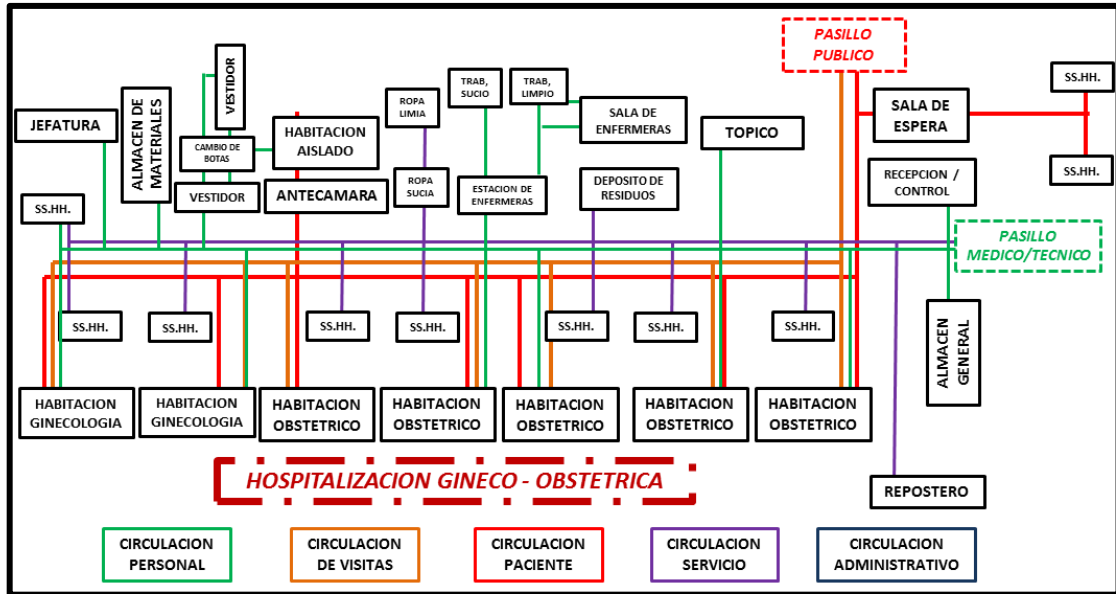 PASILLO
PUBLICO
SS.HH.
VESTIDOR
TRAB,
SUCIO
TRAB,
LIMPIO
ALMACEN DE
MATERIALES
ROPA
LIMIA
SALA DE
ENFERMERAS
SALA DE
ESPERA
JEFATURA
HABITACION
AISLADO
TOPICO
CAMBIO DE
BOTAS
SS.HH.
RECEPCION /
CONTROL
VESTIDOR
ANTECAMARA
ROPA
SUCIA
ESTACION DE
ENFERMERAS
DEPOSITO DE
RESIDUOS
SS.HH.
PASILLO
MEDICO/TECNICO
SS.HH.
SS.HH.
SS.HH.
SS.HH.
SS.HH.
SS.HH.
SS.HH.
ALMACEN
GENERAL
HABITACION
GINECOLOGIA
HABITACION
GINECOLOGIA
HABITACION
OBSTETRICO
HABITACION
OBSTETRICO
HABITACION
OBSTETRICO
HABITACION
OBSTETRICO
HABITACION
OBSTETRICO
HOSPITALIZACION GINECO - OBSTETRICA
REPOSTERO
CIRCULACION
PERSONAL
CIRCULACION
DE VISITAS
CIRCULACION
PACIENTE
CIRCULACION
SERVICIO
CIRCULACION
ADMINISTRATIVO